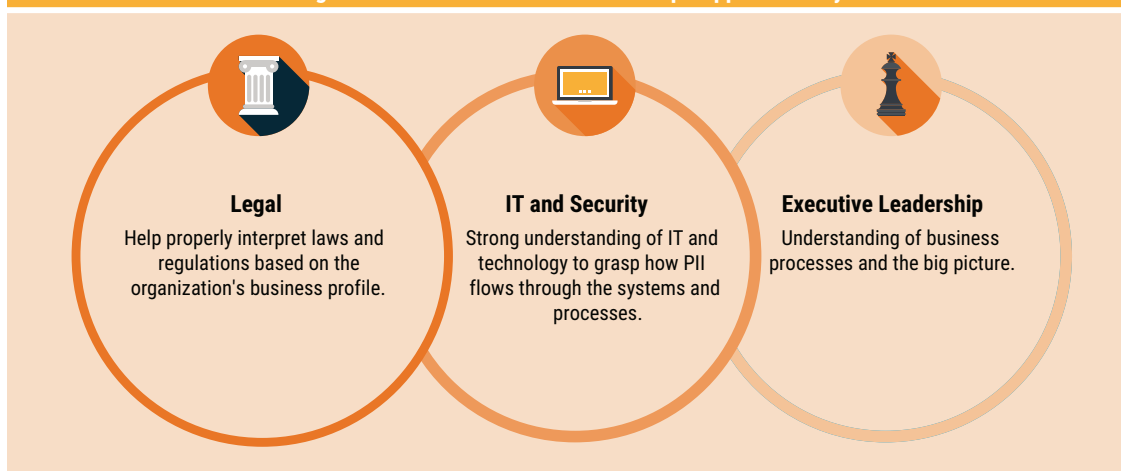 Legal
Help properly interpret laws and
regulations based on the
organization's business profile.
IT and Security
Strong understanding of IT and
technology to grasp how PII
flows through the systems and
processes.
Executive Leadership
Understanding of business
processes and the big picture.